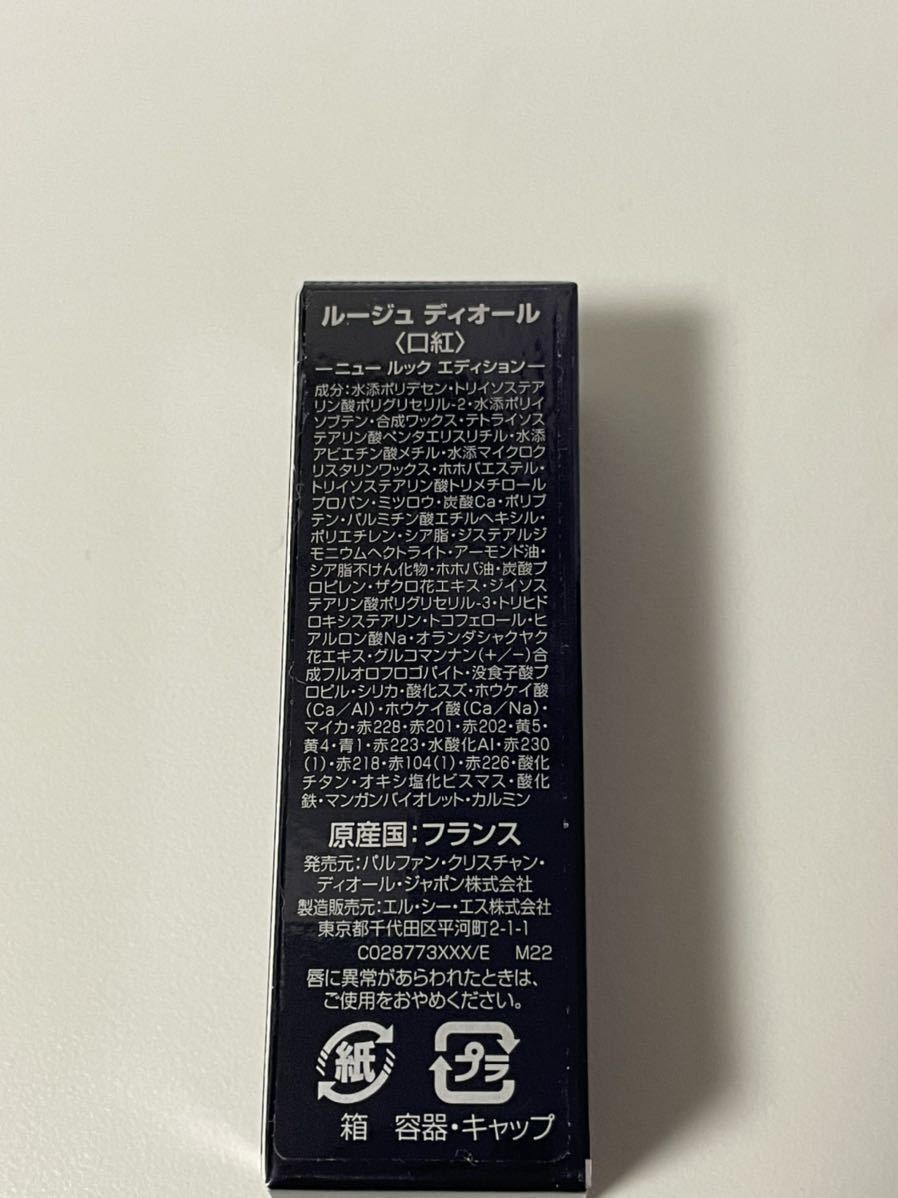 ルージュ ディオール
〈口紅〉
ーニュー ルック エディションー
成分:水添ポリデセン・トリイソステア
リン酸ポリグリセリル-2・水添ポリイ
ソブテン・合成ワックス・テトライソス
テアリン酸ペンタエリスリチル・水添
アビエチン酸メチル・水添マイクロク
リスタリンワックス・ホホバエステル・
トリイソステアリン酸トリメチロール
プロパン・ミツロウ・炭酸Ca・ポリブ
テン・パルミチン酸エチルヘキシル・
ポリエチレン・シア脂・ジステアルジ
モニウムヘクトライト・アーモンド油・
シア脂不けん化物・ホホバ油・炭酸プ
ロピレン・ザクロ花エキス・ジイソス
テアリン酸ポリグリセリル-3・トリヒド
ロキシステアリン・トコフェロール・ヒ
アルロン酸Na・オランダシャクヤク
花エキス・グルコマンナン(+/−)合
成フルオロフロゴパイト・没食子酸プ
ロピル・シリカ・酸化スズ・ホウケイ酸
(Ca/Al)・ホウケイ酸(Ca/Na)・
マイカ・赤228・赤201・赤202・黄5・
黄4・青1・赤223・水酸化Al・赤230
(1)・赤218・赤104(1)・赤226・酸化
チタン・オキシ塩化ビスマス・酸化
鉄・マンガンバイオレット・カルミン
原産国:フランス
発売元:パルファン・クリスチャン・
ディオール・ジャポン株式会社
製造販売元:エル・シー・エス株式会社
東京都千代田区平河町2-1-1
C028773XXX/E M22
唇に異常があらわれたときは、
ご使用をおやめください。
紙 プラ
箱 容器・キャップ